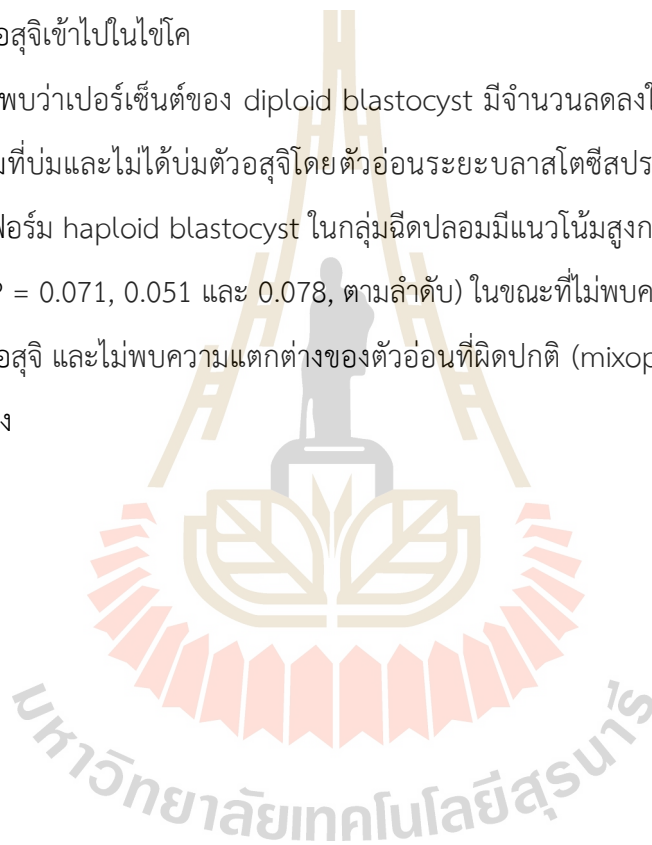 อสุจิเข้าไปในไข่โค
พบว่าเปอร์เซ็นต์ของ diploid blastocyst มีจำนวนลดลงใ
มที่บ่มและไม่ได้บ่มตัวอสุจิโดยตัวอ่อนระยะบลาสโตซีสปร
ฟอร์ม haploid blastocyst ในกลุ่มฉีดปลอมมีแนวโน้มสูงก
P = 0.071, 0.051 และ 0.078, ตามลำดับ) ในขณะที่ไม่พบค
อสุจิ และไม่พบความแตกต่างของตัวอ่อนที่ผิดปกติ (mixop
ง
มหาวิทยาลัยเทคโนโลยีสุรนารี